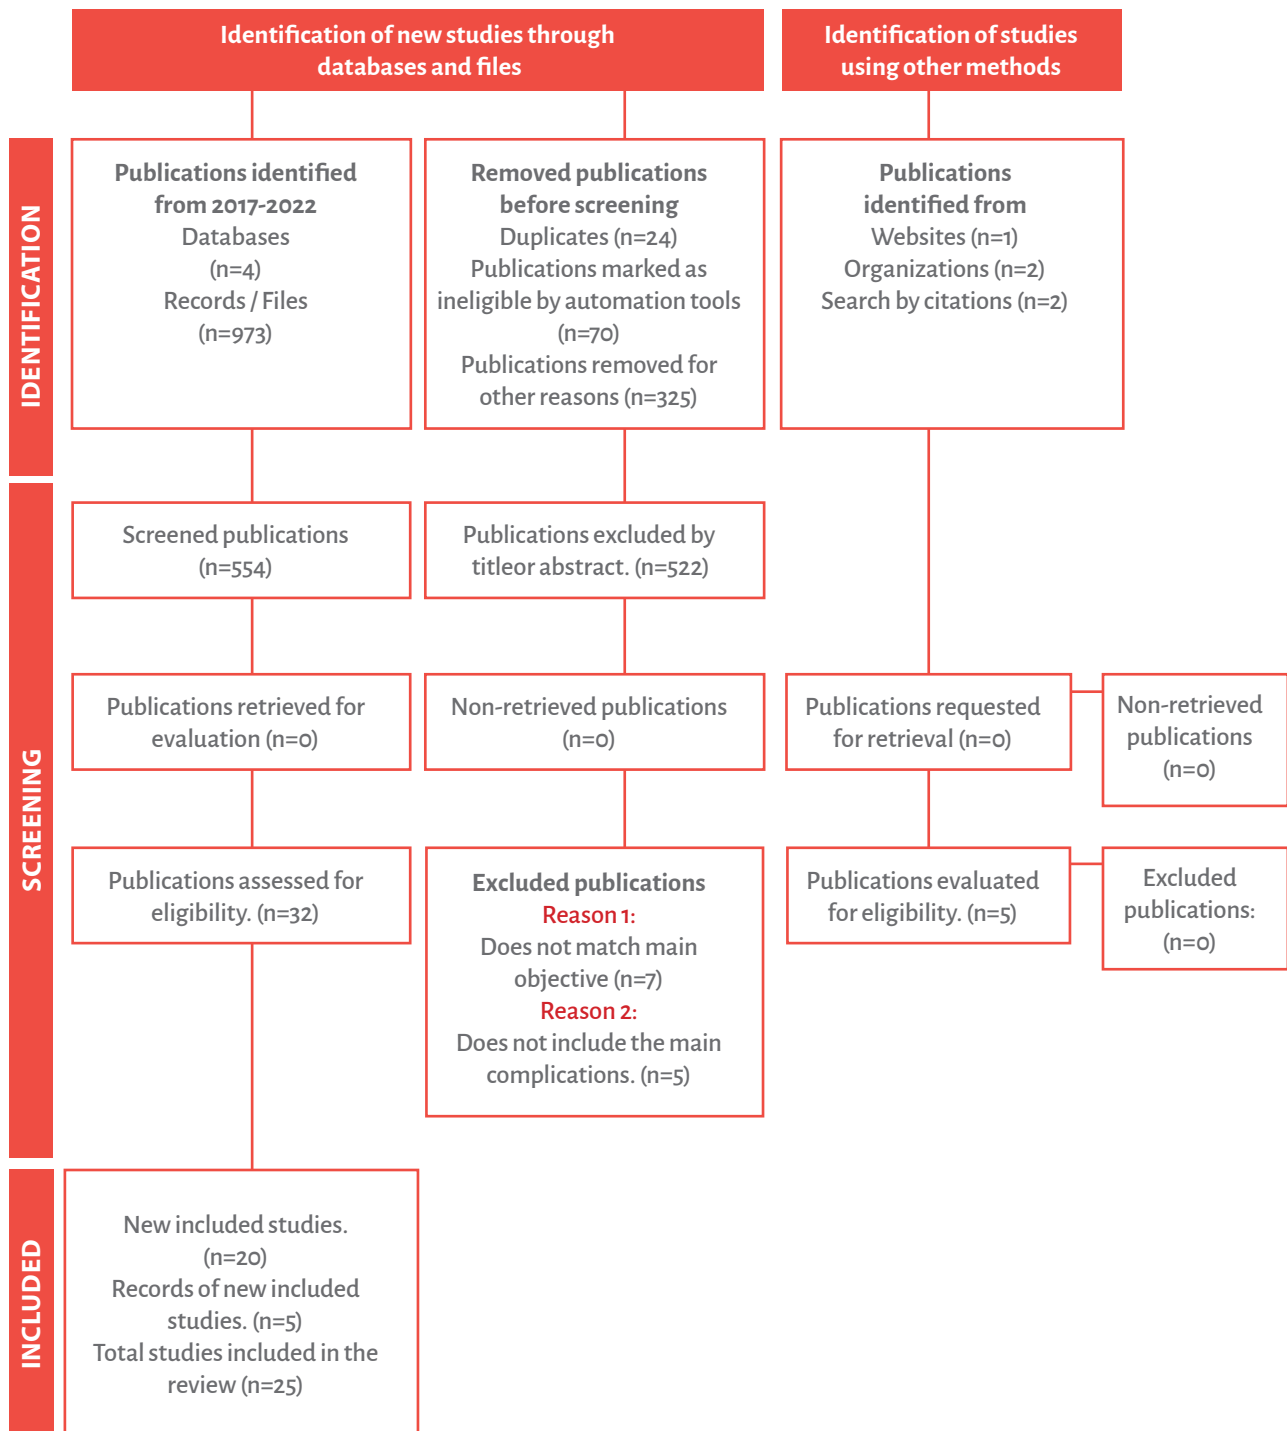 Identification of new studies through
databases and files
Identification of studies
using other methods
IDENTIFICATION
Publications identified
from 2017-2022
Databases
(n=4)
Records / Files
(n=973)
Removed publications
before screening
Duplicates (n=24)
Publications marked as
ineligible by automation tools
(n=70)
Publications removed for
other reasons (n=325)
Publications
identified from
Websites (n=1)
Organizations (n=2)
Search by citations (n=2)
SCREENING
Screened publications
(n=554)
Publications excluded by
titleor abstract. (n=522)
Publications retrieved for
evaluation (n=0)
Non-retrieved publications
(n=0)
Publications requested
for retrieval (n=0)
Non-retrieved
publications
(n=0)
Publications assessed for
eligibility. (n=32)
Excluded publications
Reason 1:
Does not match main
objective (n=7)
Reason 2:
Does not include the main
complications. (n=5)
Publications evaluated
for eligibility. (n=5)
Excluded
publications:
(n=0)
INCLUDED
New included studies.
(n=20)
Records of new included
studies. (n=5)
Total studies included in the
review (n=25)